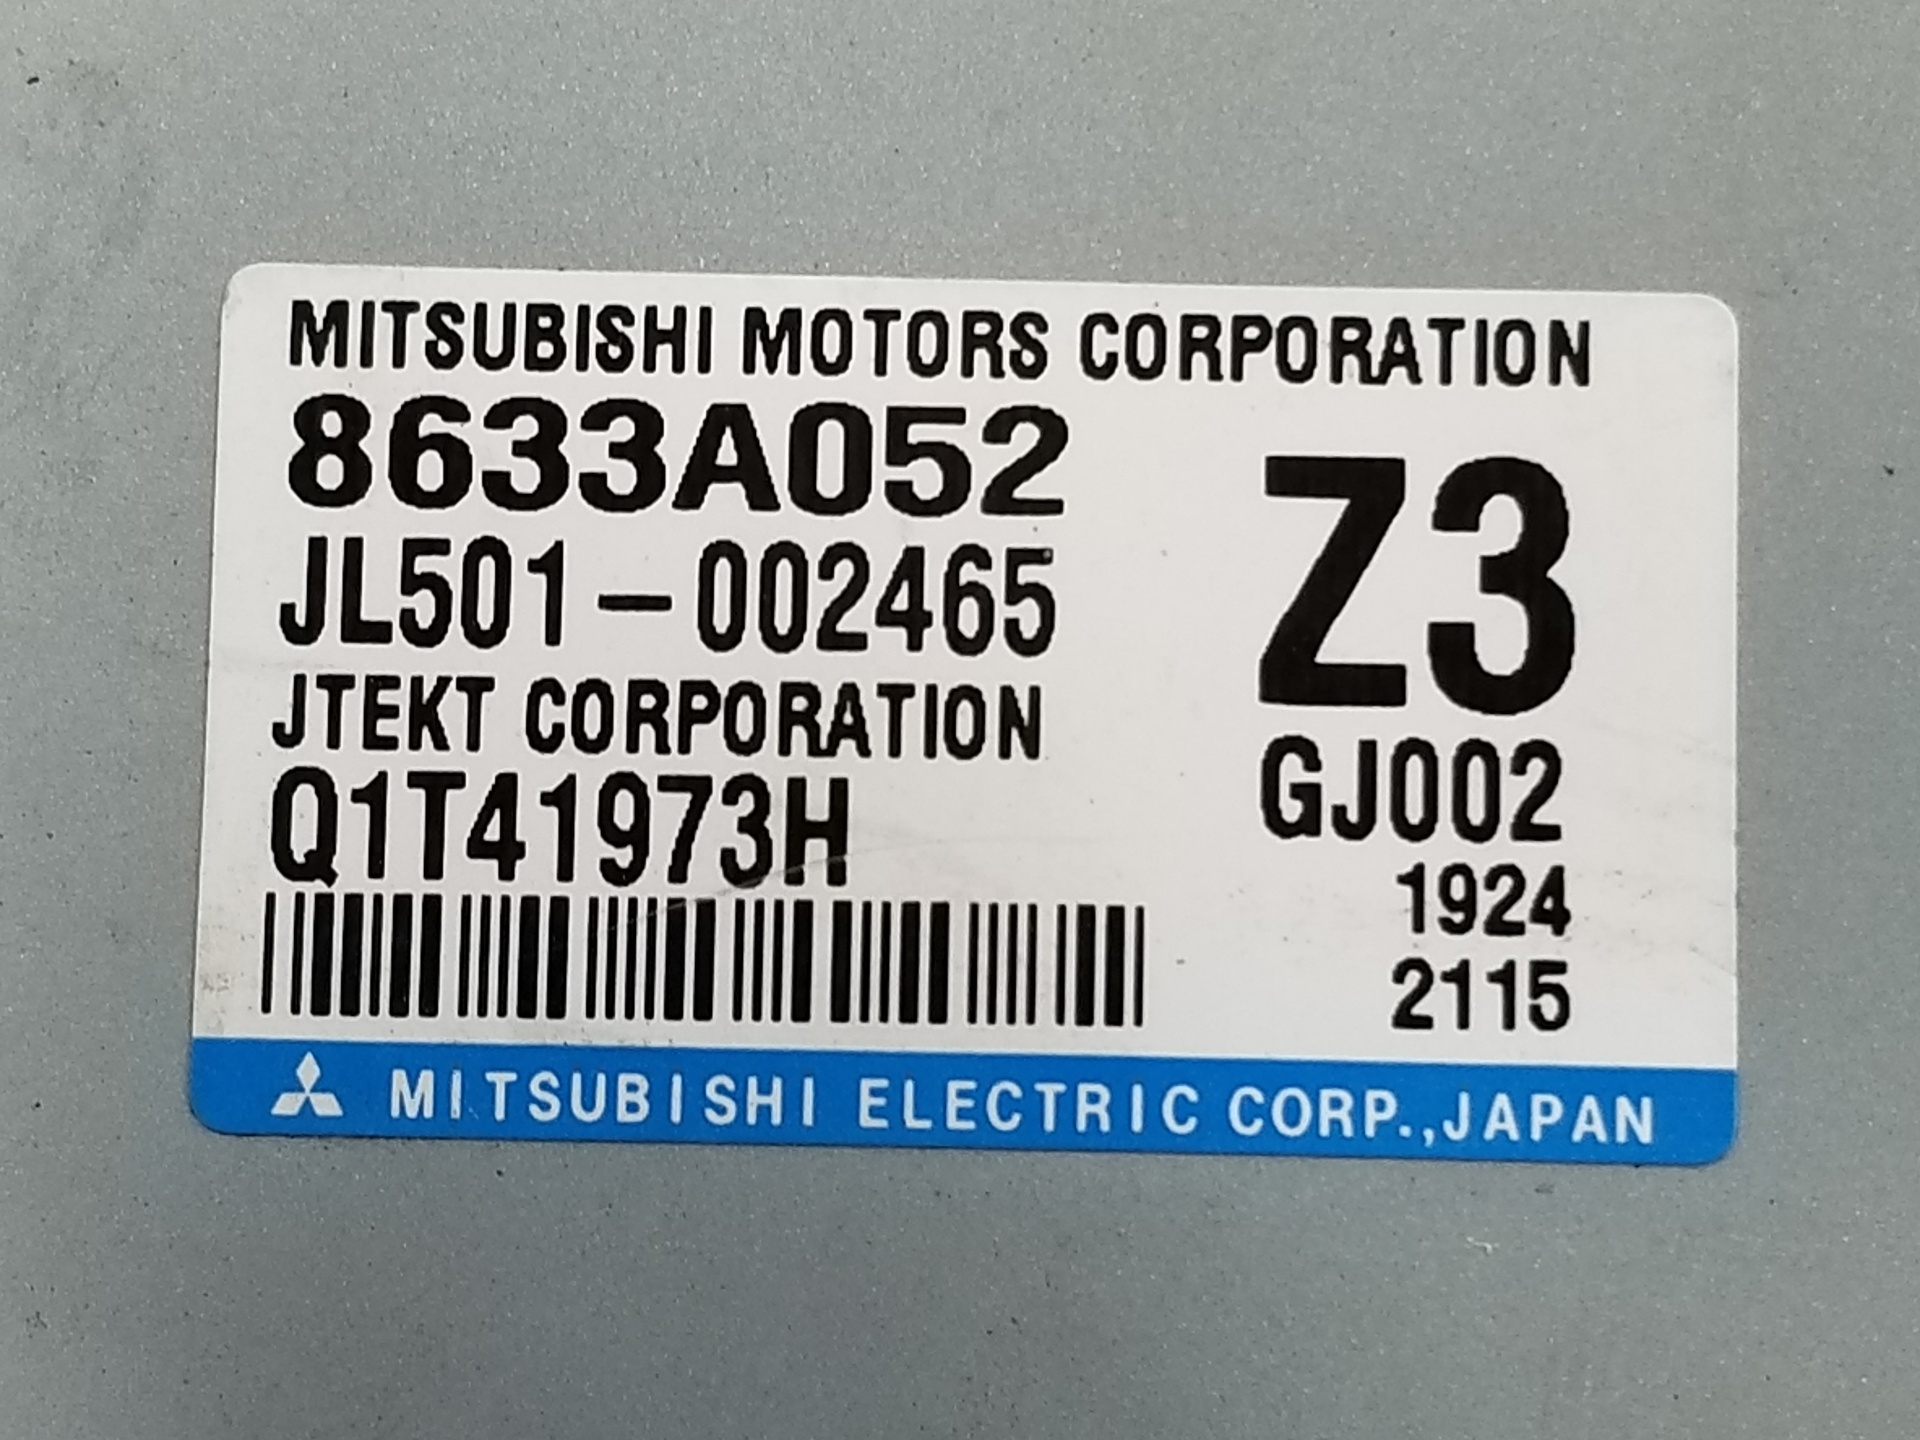 MITSUBISHI MOTORS CORPORATION
8633A052
Z3
JL501-002465
JTEKT CORPORATION
GJ002
Q1T41973H
1924
2115
MITSUBISHI ELECTRIC CORP.,JAPAN